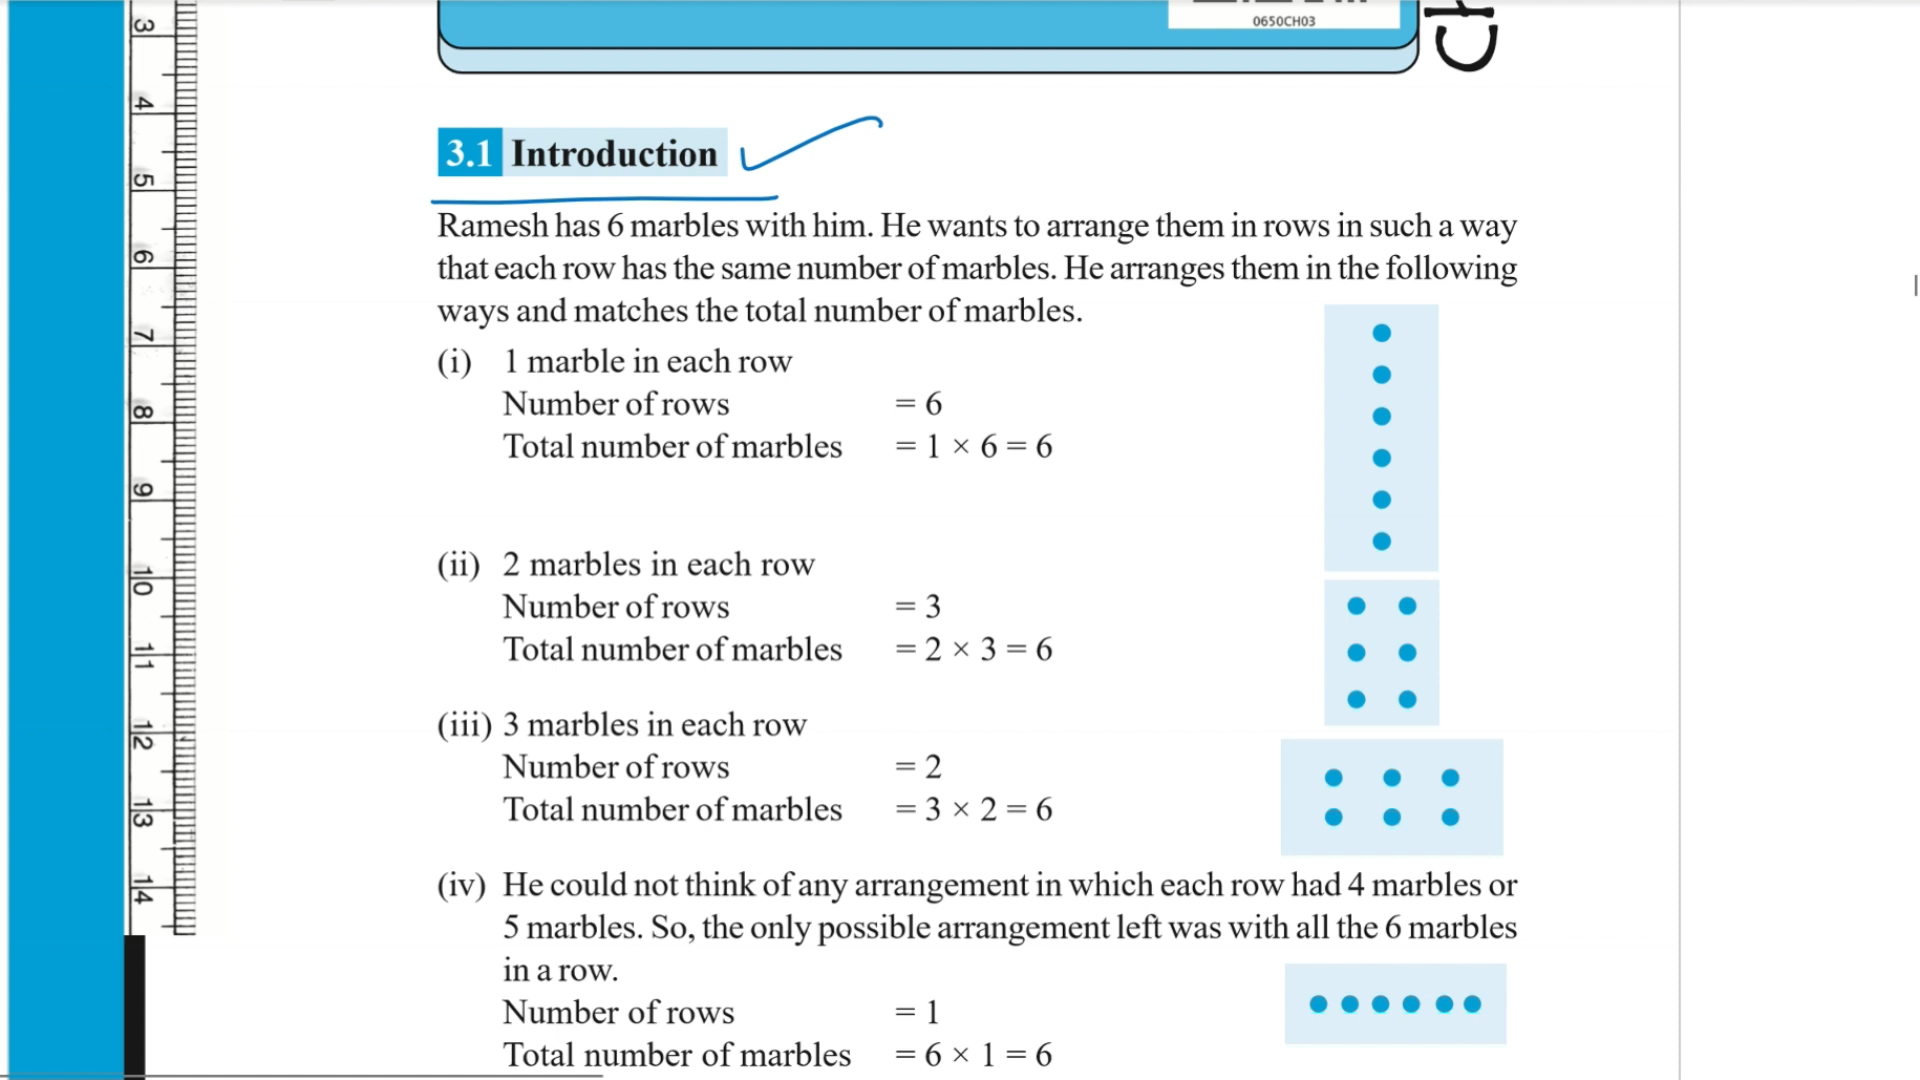 0650CH03
3.1 Introduction
Ramesh has 6 marbles with him. He wants to arrange them in rows in such a way
that each row has the same number of marbles. He arranges them in the following
ways and matches the total number of marbles.
(i) 1 marble in each row
Number of rows = 6
Total number of marbles = 1 × 6 = 6
(ii) 2 marbles in each row
Number of rows = 3
Total number of marbles = 2 × 3 = 6
(iii) 3 marbles in each row
Number of rows = 2
Total number of marbles = 3 × 2 = 6
(iv) He could not think of any arrangement in which each row had 4 marbles or
5 marbles. So, the only possible arrangement left was with all the 6 marbles
in a row.
Number of rows = 1
Total number of marbles = 6 × 1 = 6
3
4
5
6
7
8
9
10
11
12
13
14